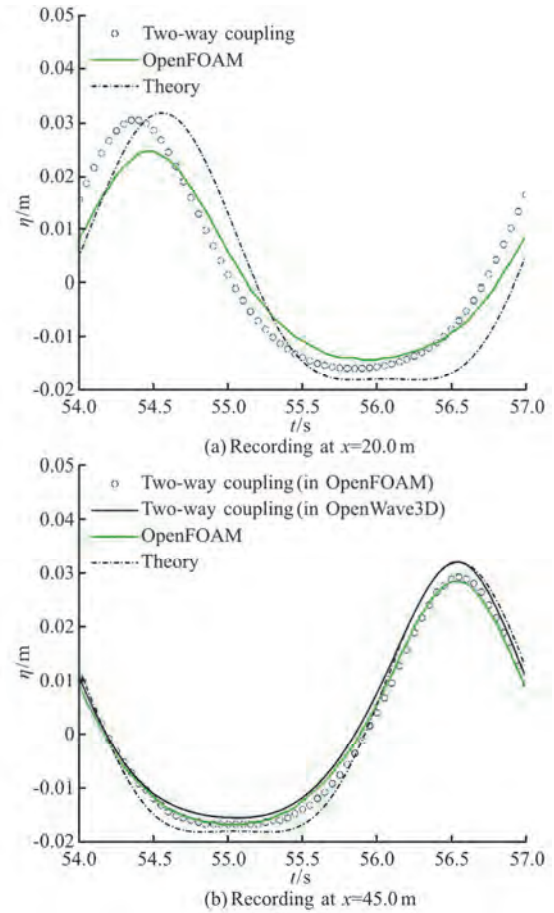 0.05
Two-way coupling
0.04
OpenFOAM
Theory
0.03
0.02
η/m
0.01
0
-0.01
-0.02
54.0 54.5 55.0 55.5 56.0 56.5 57.0
t/s
(a) Recording at x=20.0 m
0.05
Two-way coupling (in OpenFOAM)
Two-way coupling (in OpenWave3D)
0.04
OpenFOAM
Theory
0.03
0.02
η/m
0.01
0
-0.01
-0.02
54.0 54.5 55.0 55.5 56.0 56.5 57.0
t/s
(b) Recording at x=45.0 m